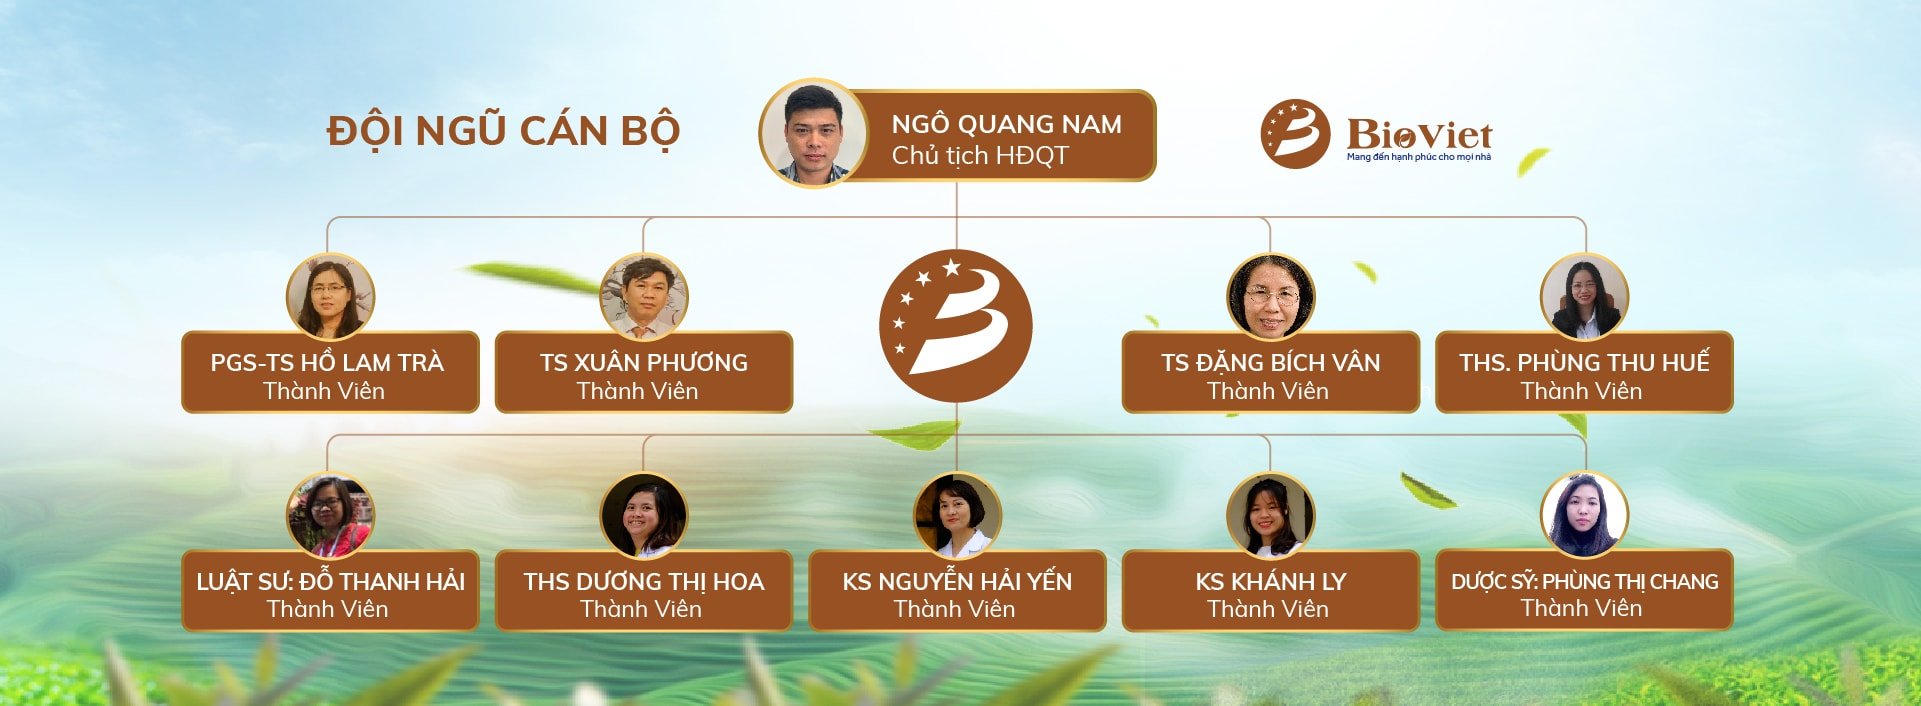 ĐỘI NGŨ CÁN BỘ
NGÔ QUANG NAM
Chủ tịch HĐQT
BioViet
Mang đến hạnh phúc cho mọi nhà
PGS-TS HỒ LAM TRÀ
Thành Viên
TS XUÂN PHƯƠNG
Thành Viên
TS ĐẶNG BÍCH VÂN
Thành Viên
THS. PHÙNG THU HUẾ
Thành Viên
LUẬT SƯ: ĐỖ THANH HẢI
Thành Viên
THS DƯƠNG THỊ HOA
Thành Viên
KS NGUYỄN HẢI YẾN
Thành Viên
KS KHÁNH LY
Thành Viên
DƯỢC SỸ: PHÙNG THỊ CHANG
Thành Viên